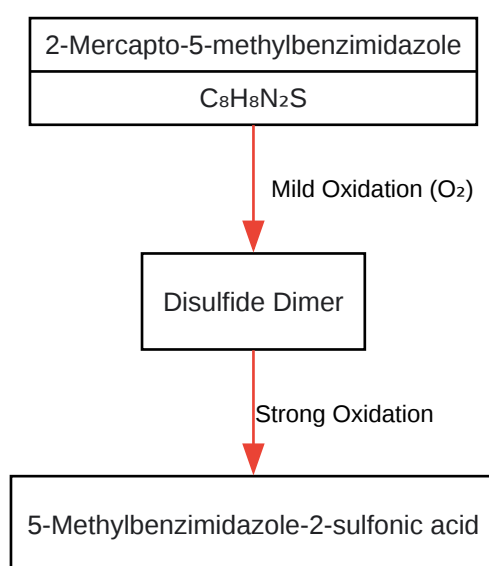 2-Mercapto-5-methylbenzimidazole
C₈H₈N₂S
Mild Oxidation (O₂)
Disulfide Dimer
Strong Oxidation
5-Methylbenzimidazole-2-sulfonic acid